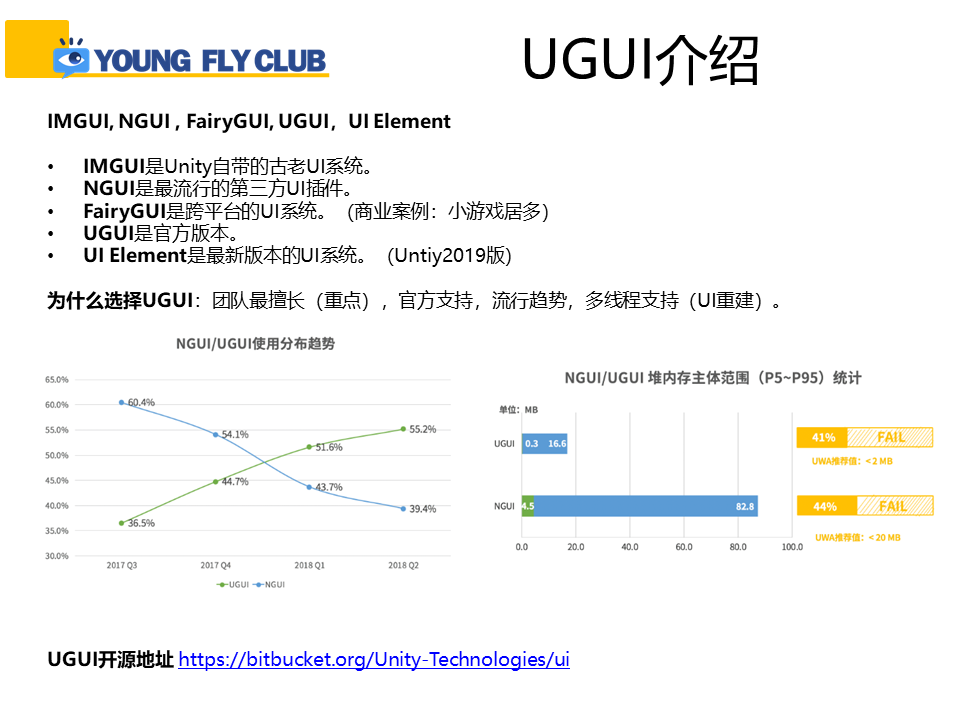 YOUNG FLY CLUB
UGUI介绍
IMGUI, NGUI , FairyGUI, UGUI，UI Element
• IMGUI是Unity自带的古老UI系统。
• NGUI是最流行的第三方UI插件。
• FairyGUI是跨平台的UI系统。（商业案例：小游戏居多）
• UGUI是官方版本。
• UI Element是最新版本的UI系统。（Untiy2019版）
为什么选择UGUI：团队最擅长（重点），官方支持，流行趋势，多线程支持（UI重建）。
NGUI/UGUI使用分布趋势
65.0%
60.0%
55.0%
50.0%
45.0%
40.0%
35.0%
30.0%
60.4%
54.1%
43.7%
39.4%
36.5%
44.7%
51.6%
55.2%
2017 Q3
2017 Q4
2018 Q1
2018 Q2
UGUI
NGUI
NGUI/UGUI 堆内存主体范围（P5~P95）统计
单位：MB
UGUI
0.3
16.6
41%
FAIL
UWA推荐值：< 2 MB
NGUI
4.5
82.8
44%
FAIL
UWA推荐值：< 20 MB
0.0
20.0
40.0
60.0
80.0
100.0
UGUI开源地址 https://bitbucket.org/Unity-Technologies/ui